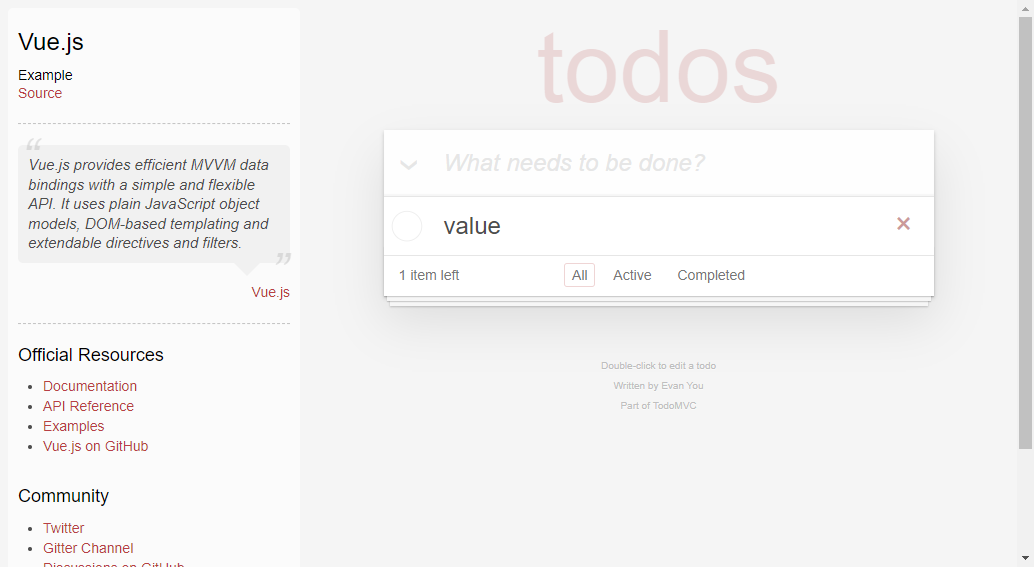 Vue.js
Example
Source
“
Vue.js provides efficient MVVM data
bindings with a simple and flexible
API. It uses plain JavaScript object
models, DOM-based templating and
extendable directives and filters.
”
Vue.js
Official Resources
Documentation
API Reference
Examples
Vue.js on GitHub
Community
Twitter
Gitter Channel
Discussions on GitHub
todos
What needs to be done?
value
1 item left
All
Active
Completed
Double-click to edit a todo
Written by Evan You
Part of TodoMVC